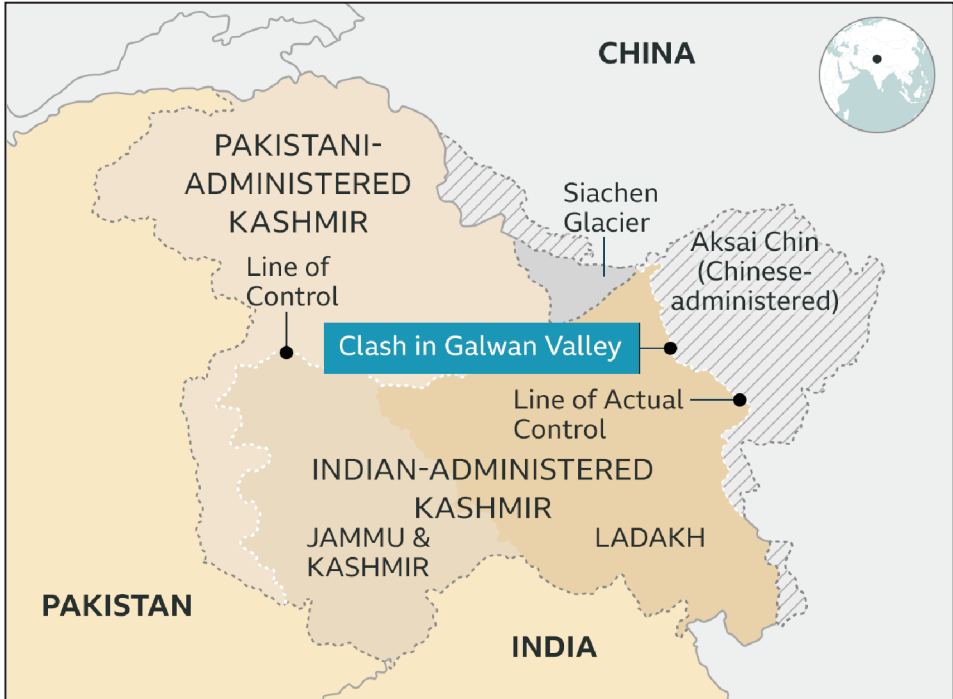 CHINA
PAKISTANI-
ADMINISTERED
KASHMIR
Siachen
Glacier
Aksai Chin
(Chinese-
administered)
Line of
Control
Clash in Galwan Valley
Line of Actual
Control
INDIAN-ADMINISTERED
KASHMIR
JAMMU &
KASHMIR
LADAKH
PAKISTAN
INDIA